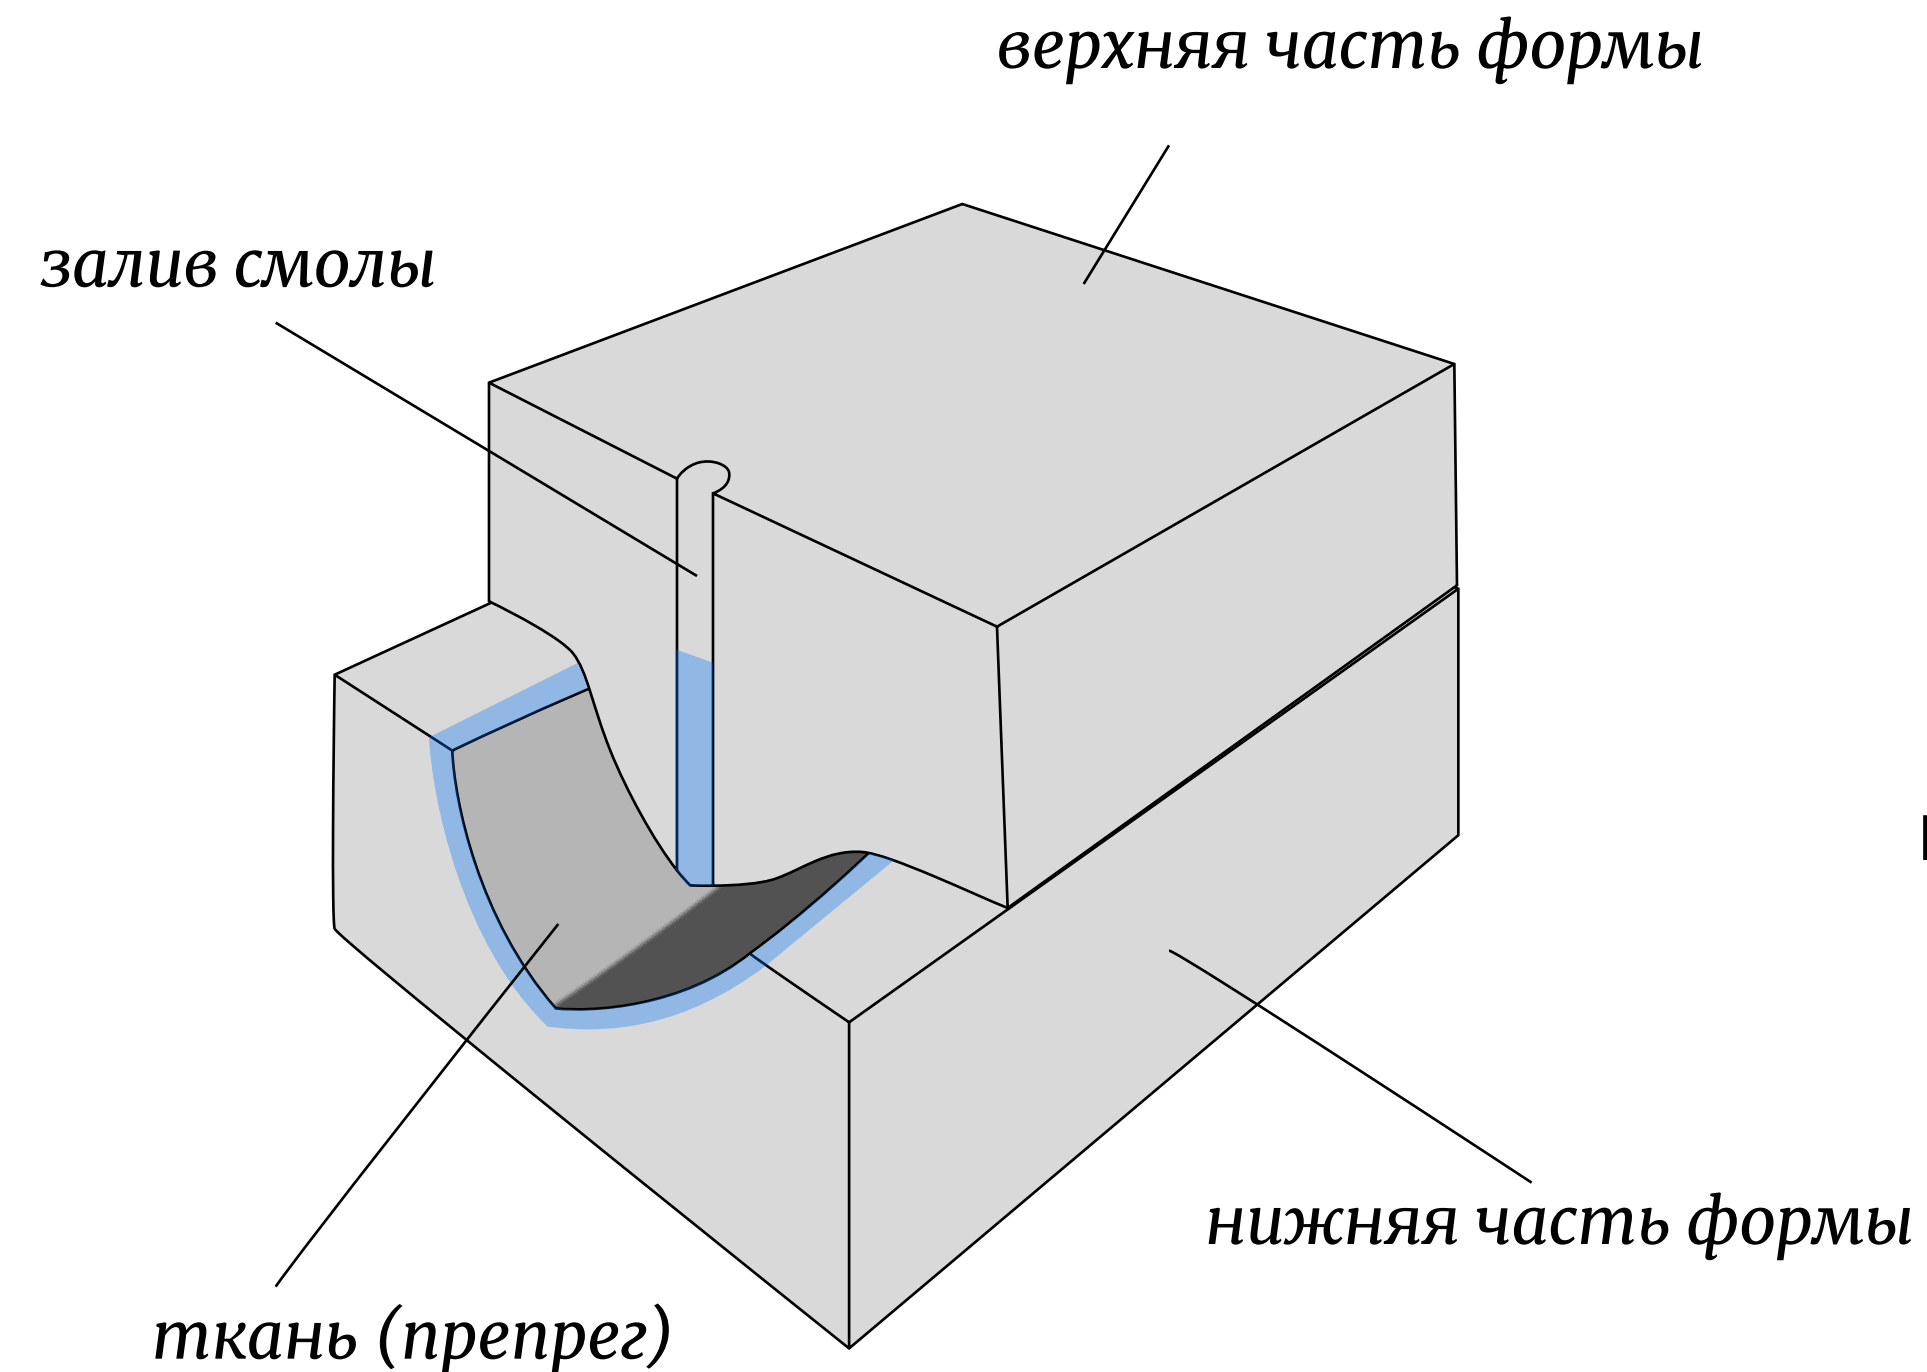 верхняя часть формы
залив смолы
нижняя часть формы
ткань (препрег)